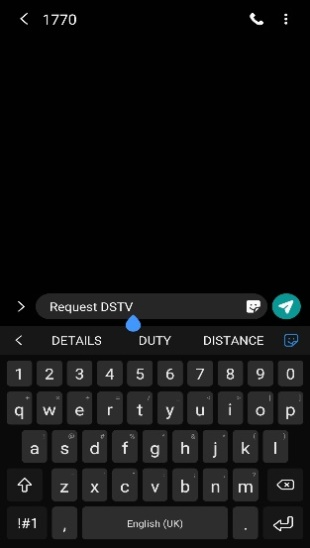 1770
Request DSTV
DETAILS DUTY DISTANCE
1 2 3 4 5 6 7 8 9 0
q w e r t y u i o p
a s d f g h j k l
z x c v b n m
!#1 , English (UK) .